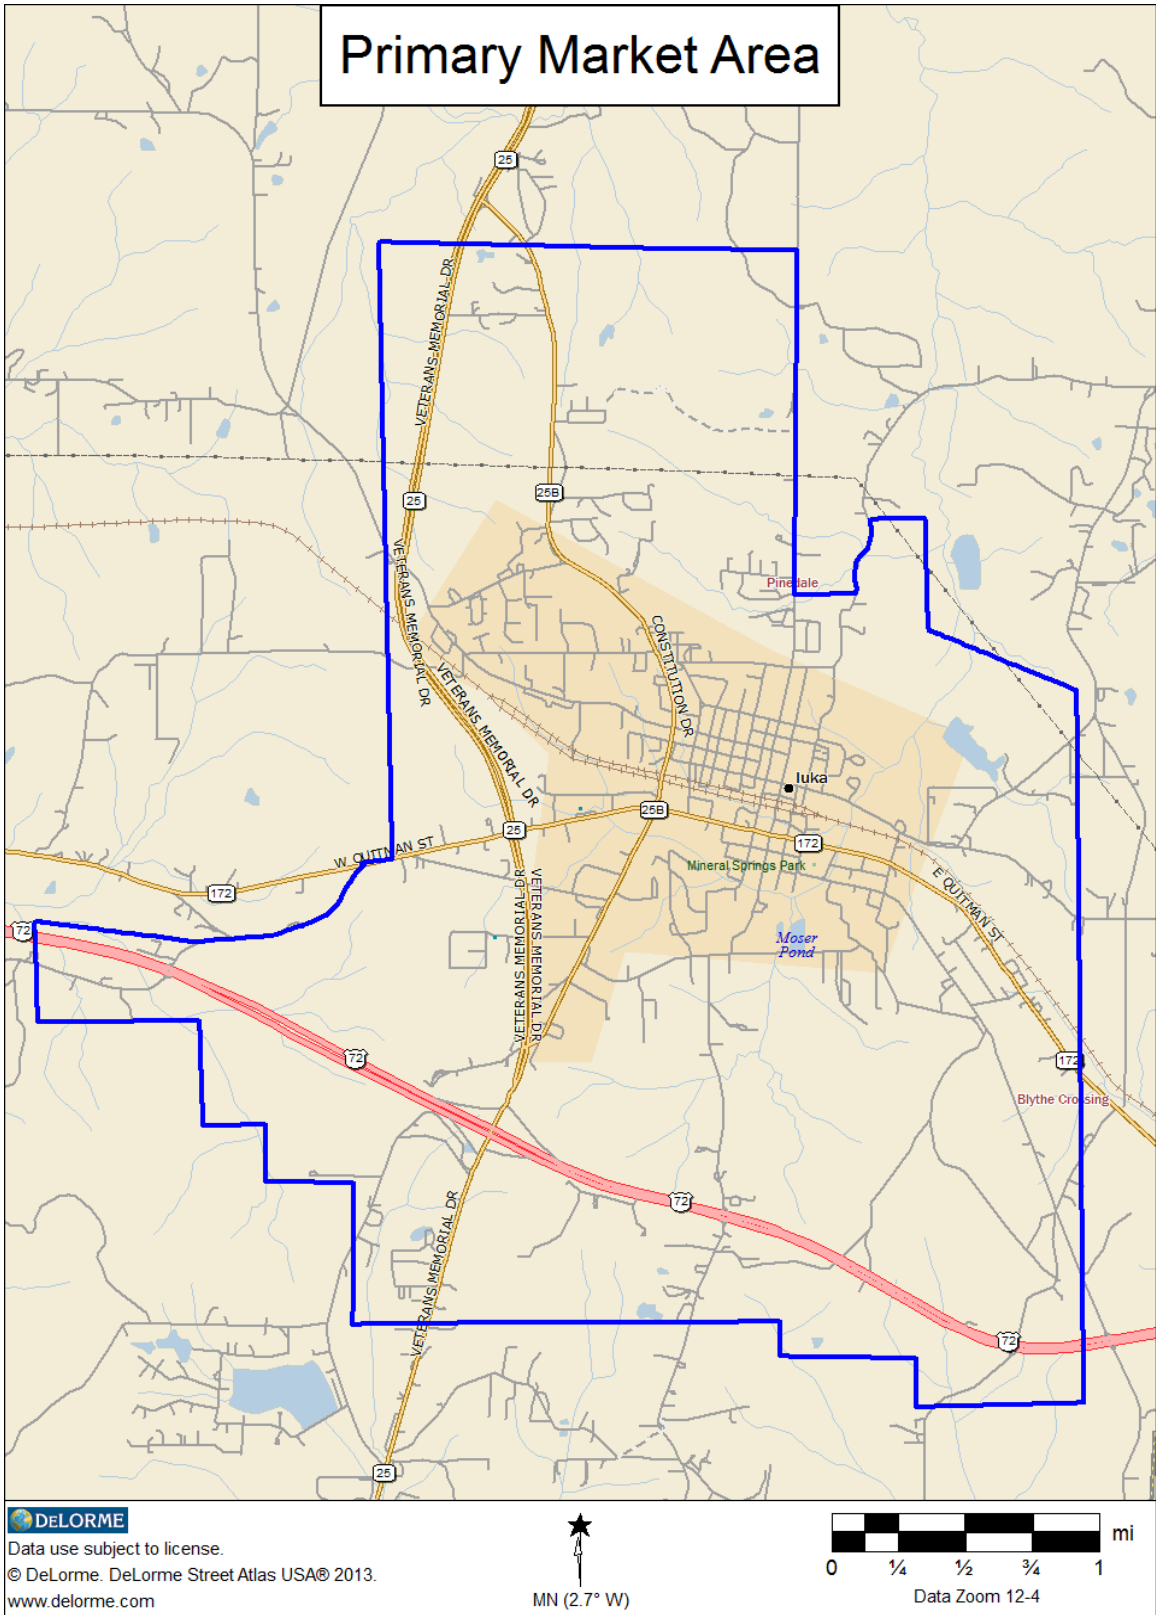 Primary Market Area
25
VETERANS MEMORIAL DR
25
25B
VETERANS MEMORIAL DR
Pinedale
CONSTITUTION DR
VETERANS MEMORIAL DR
Iuka
25B
25
172
W QUITMAN ST
Mineral Springs Park
172
E QUITMAN ST
VETERANS MEMORIAL DR
VETERANS MEMORIAL DR
72
Moser
Pond
72
172
Blythe Crossing
72
VETERANS MEMORIAL DR
72
25
DELORME
Data use subject to license.
© DeLorme. DeLorme Street Atlas USA® 2013.
www.delorme.com
MN (2.7° W)
mi
0 ¼ ½ ¾ 1
Data Zoom 12-4